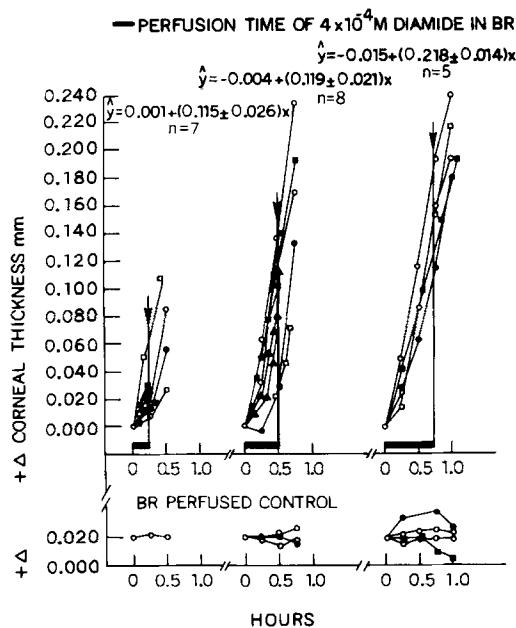 PERFUSION TIME OF 4x10⁻⁴M DIAMIDE IN BR
ŷ=-0.015+(0.218±0.014)x
n=5
ŷ=-0.004+(0.119±0.021)x
n=8
ŷ=0.001+(0.115±0.026)x
n=7
+Δ CORNEAL THICKNESS mm
0.240
0.220
0.200
0.180
0.160
0.140
0.120
0.100
0.080
0.060
0.040
0.020
0.000
0 0.5 1.0 0 0.5 1.0 0 0.5 1.0
BR PERFUSED CONTROL
+Δ
0.020
0.000
0 0.5 1.0 0 0.5 1.0 0 0.5 1.0
HOURS